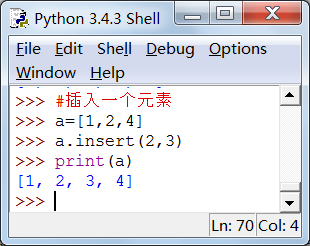 Python 3.4.3 Shell
File Edit Shell Debug Options
Window Help
>>> #插入一个元素
>>> a=[1,2,4]
>>> a.insert(2,3)
>>> print(a)
[1, 2, 3, 4]
>>>
Ln: 70 Col: 4